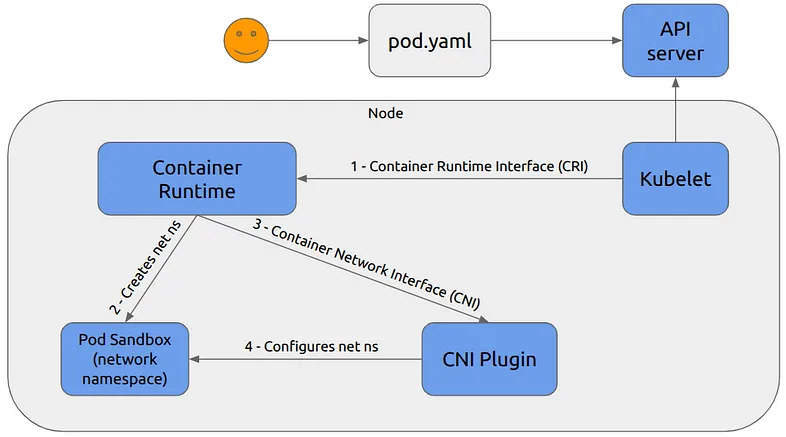 pod.yaml
API
server
Node
Container
Runtime
1 - Container Runtime Interface (CRI)
Kubelet
2 - Creates net ns
3 - Container Network Interface (CNI)
Pod Sandbox
(network
namespace)
4 - Configures net ns
CNI Plugin